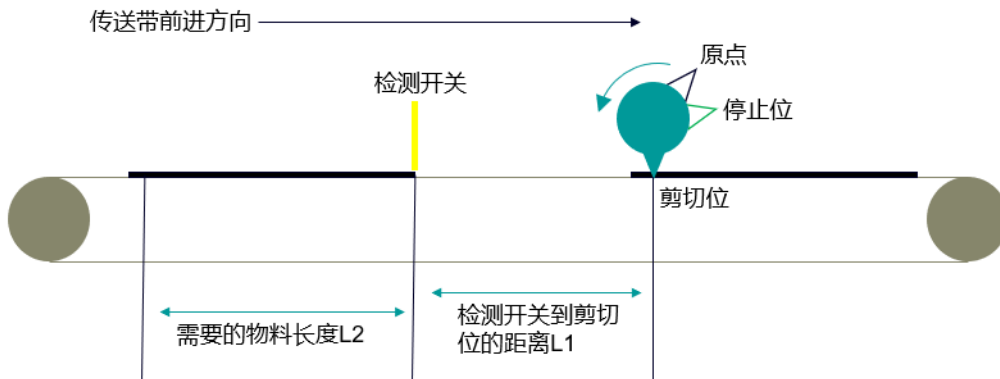 传送带前进方向
原点
检测开关
停止位
剪切位
需要的物料长度L2
检测开关到剪切
位的距离L1